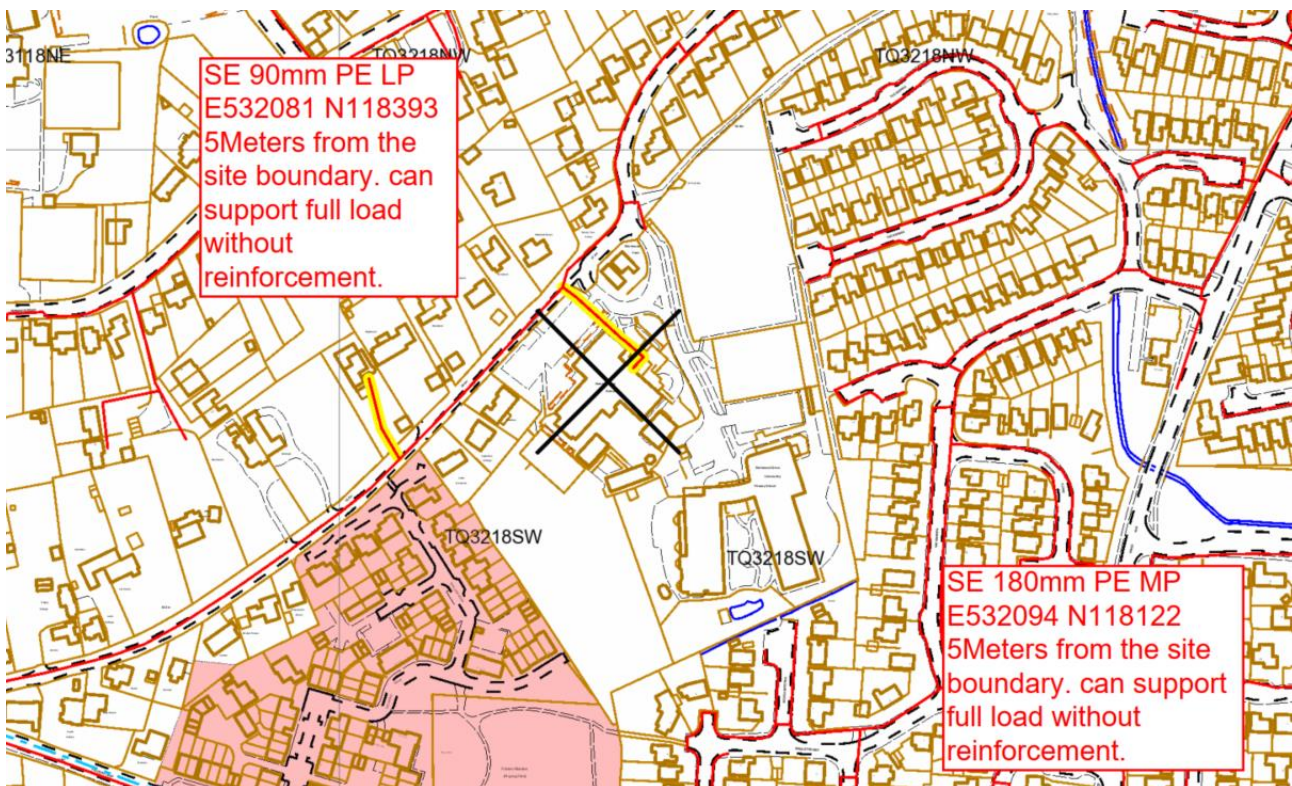 3118NE
TQ3218NW
TQ3218NW
SE 90mm PE LP
E532081 N118393
5Meters from the
site boundary. can
support full load
without
reinforcement.
TQ3218SW
TQ3218SW
SE 180mm PE MP
E532094 N118122
5Meters from the site
boundary. can support
full load without
reinforcement.